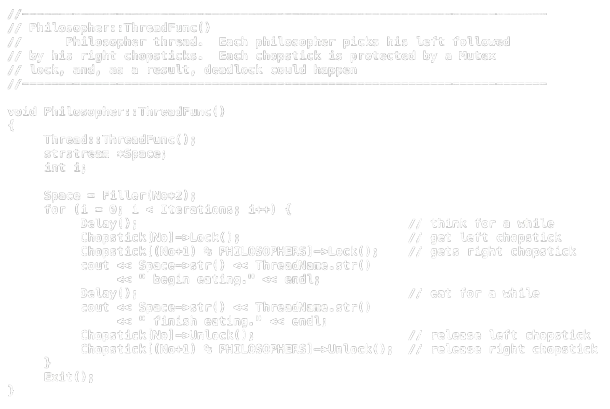 //------------------------------------------------------------------------
// Philosopher::ThreadFunc()
//      Philosopher thread.  Each philosopher picks his left followed
// by his right chopsticks.  Each chopstick is protected by a Mutex
// lock, and, as a result, deadlock could happen
//------------------------------------------------------------------------
void Philosopher::ThreadFunc()
{
     Thread::ThreadFunc();
     strstream *Space;
     int i;
     Space = Filler(No*2);
     for (i = 0; i < Iterations; i++) {
          Delay();                                     // think for a while
          Chopstick[No]->Lock();                       // get left chopstick
          Chopstick[(No+1) % PHILOSOPHERS]->Lock();    // gets right chopstick
          cout << Space->str() << ThreadName.str()
               << " begin eating." << endl;
          Delay();                                     // eat for a while
          cout << Space->str() << ThreadName.str()
               << " finish eating." << endl;
          Chopstick[No]->Unlock();                     // release left chopstick
          Chopstick[(No+1) % PHILOSOPHERS]->Unlock();  // release right chopstick
     }
     Exit();
}